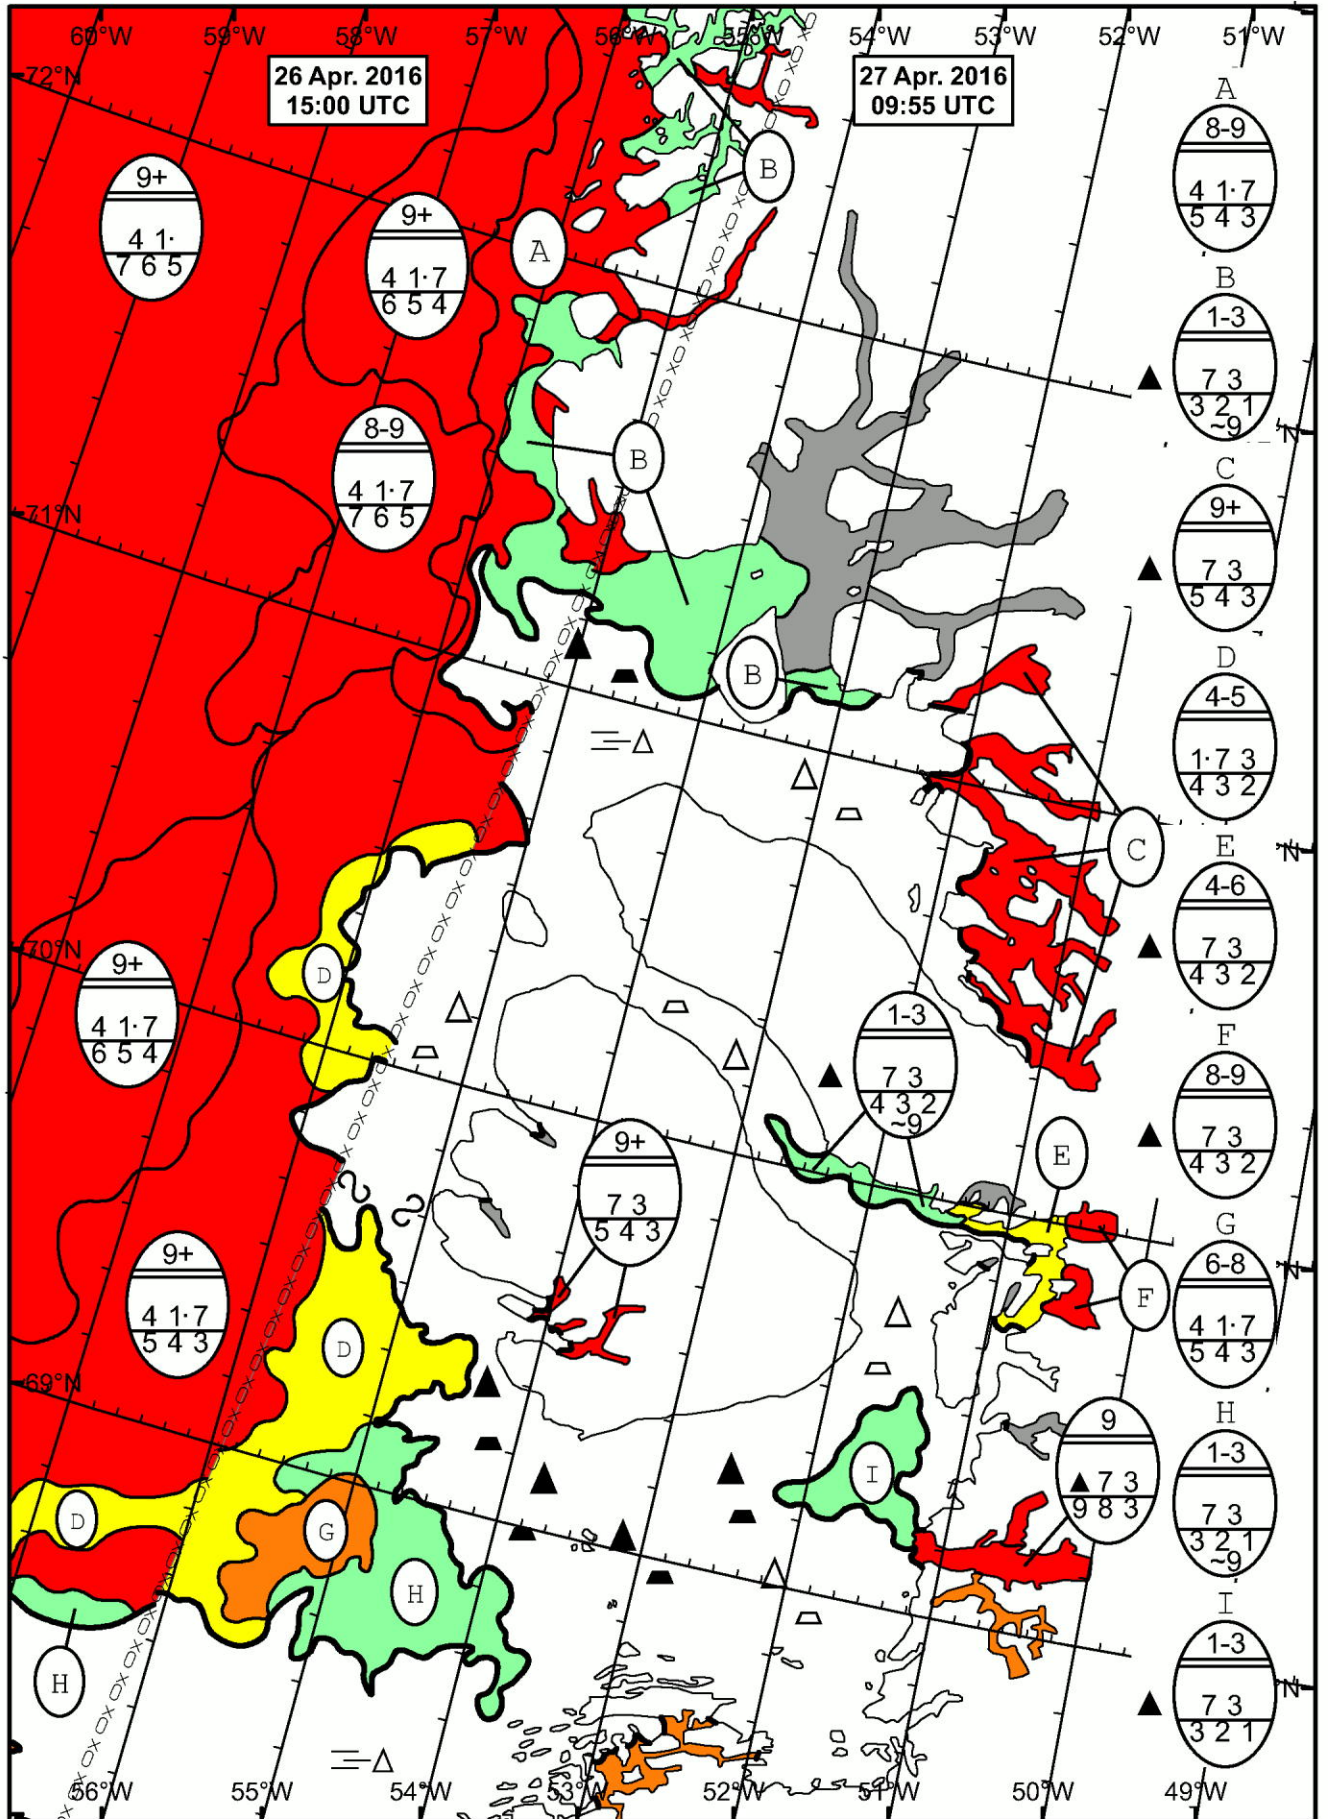 60°W 59°W 58°W 57°W 56°W 55°W 54°W 53°W 52°W 51°W
26 Apr. 2016
15:00 UTC
27 Apr. 2016
09:55 UTC
72°N
A
8-9
4 1·7
5 4 3
B
9+
4 1·
7 6 5
9+
4 1·7
6 5 4
A
B
1-3
7 3
3 2 1
~9
N
8-9
4 1·7
7 6 5
B
C
9+
7 3
5 4 3
71°N
B
D
4-5
1·7 3
4 3 2
C
N
E
4-6
7 3
4 3 2
70°N
9+
4 1·7
6 5 4
D
1-3
7 3
4 3 2
~9
F
8-9
7 3
4 3 2
9+
7 3
5 4 3
E
9+
4 1·7
5 4 3
D
F
G
6-8
4 1·7
5 4 3
N
69°N
9
7 3
9 8 3
H
1-3
7 3
3 2 1
~9
D
G
I
H
H
I
1-3
7 3
3 2 1
N
56°W 55°W 54°W 53°W 52°W 51°W 50°W 49°W